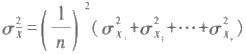 σ²_X̄ = (1/n)² (σ²_X₁ + σ²_X₂ + ⋯ + σ²_Xₙ)